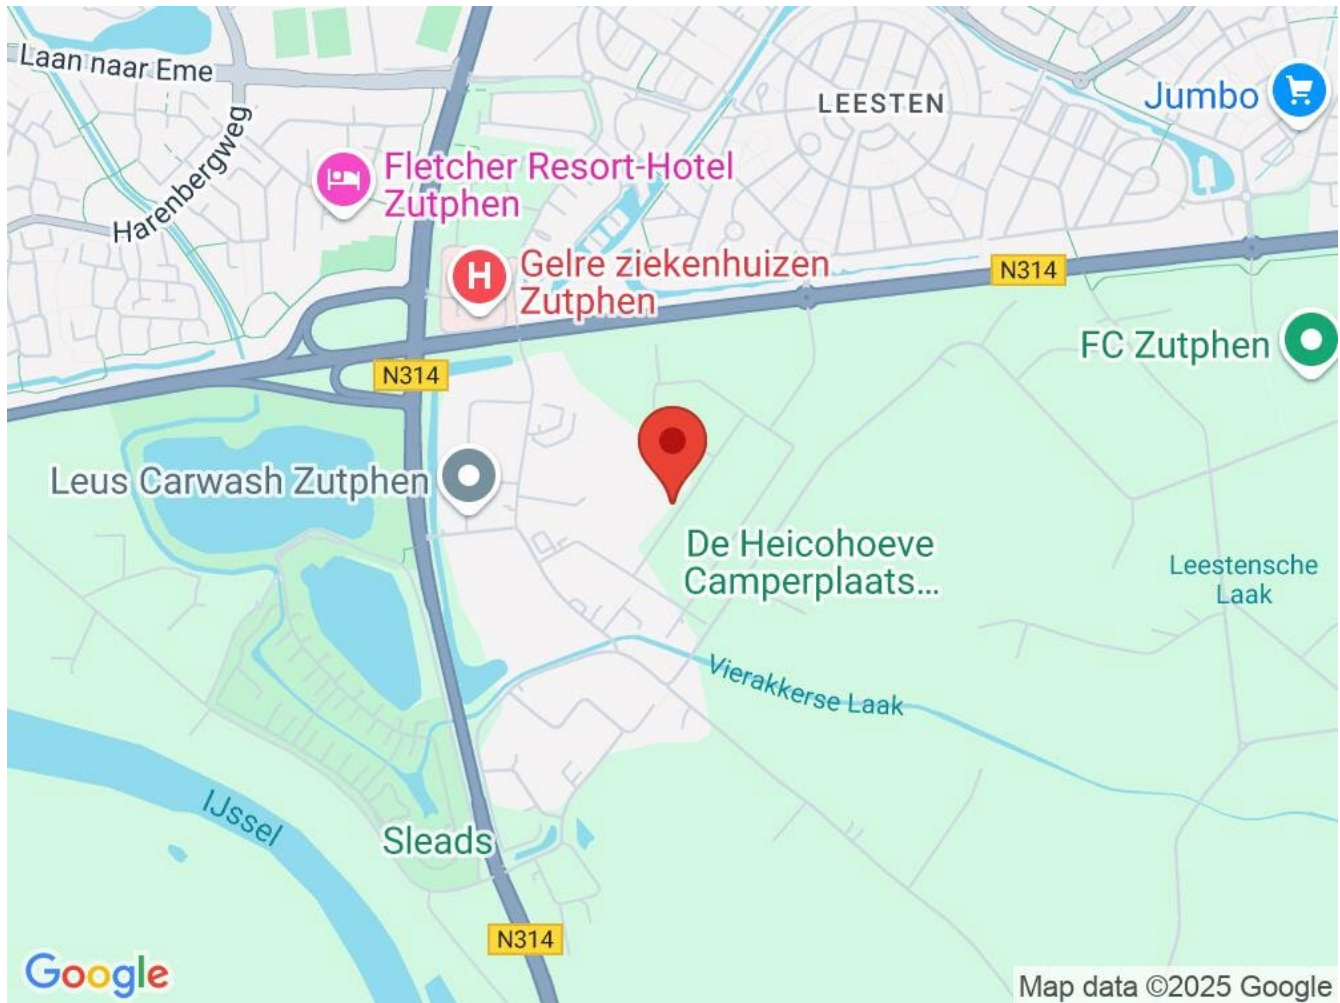 Laan naar Eme
LEESTEN
Jumbo
Harenbergweg
Fletcher Resort-Hotel
Zutphen
Gelre ziekenhuizen
Zutphen
N314
FC Zutphen
N314
Leus Carwash Zutphen
De Heicohoeve
Camperplaats...
Leestensche
Laak
Vierakkerse Laak
IJssel
Sleads
N314
Google
Map data ©2025 Google
H